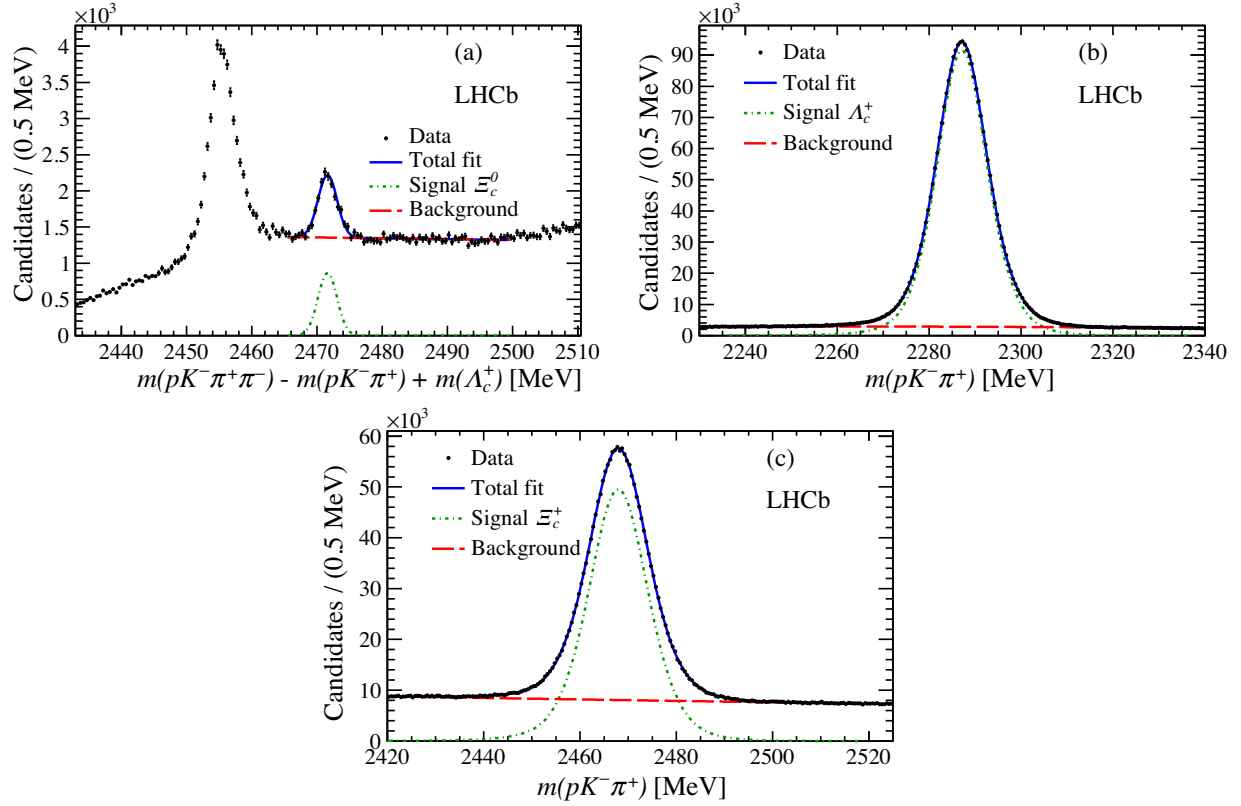 ×10³
4
3.5
3
2.5
2
1.5
1
0.5
0
Candidates / (0.5 MeV)
(a)
LHCb
Data
Total fit
Signal Ξc⁰
Background
2440 2450 2460 2470 2480 2490 2500 2510
m(pK⁻π⁺π⁻) - m(pK⁻π⁺) + m(Λc⁺) [MeV]
×10³
90
80
70
60
50
40
30
20
10
0
Candidates / (0.5 MeV)
Data
Total fit
Signal Λc⁺
Background
(b)
LHCb
2240 2260 2280 2300 2320 2340
m(pK⁻π⁺) [MeV]
×10³
60
50
40
30
20
10
0
Candidates / (0.5 MeV)
Data
Total fit
Signal Ξc⁺
Background
(c)
LHCb
2420 2440 2460 2480 2500 2520
m(pK⁻π⁺) [MeV]